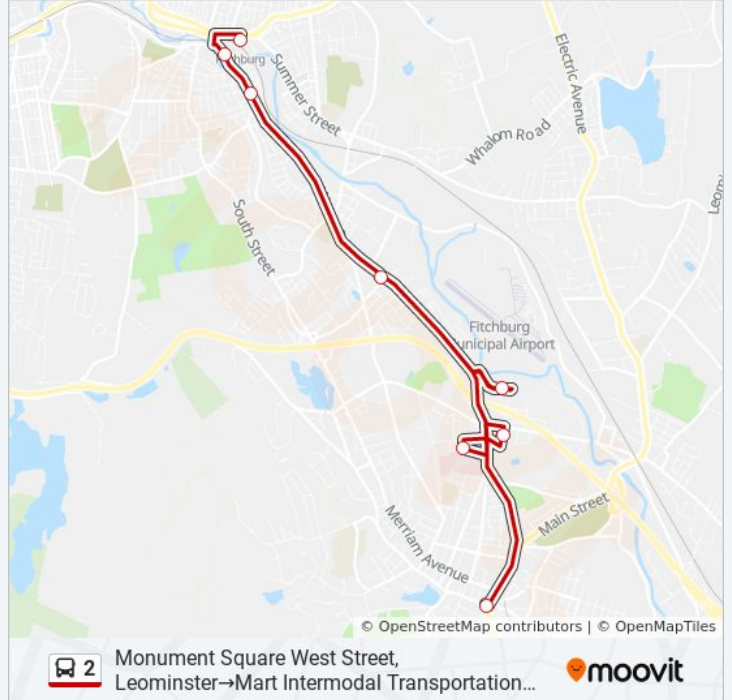 Summer Street
Electric Avenue
Whalom Road
South Street
Fitchburg
Municipal Airport
Main Street
Merriam Avenue
© OpenStreetMap contributors | © OpenMapTiles
2
Monument Square West Street,
Leominster→Mart Intermodal Transportation...
moovit